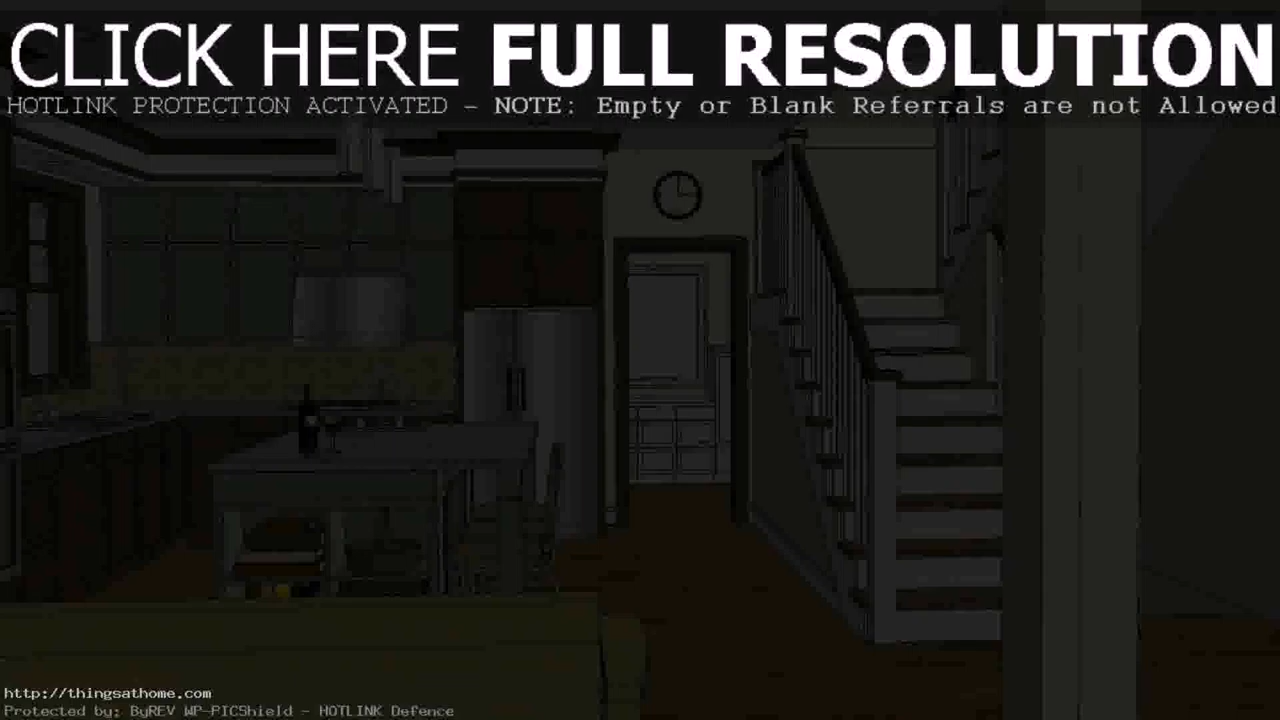 CLICK HERE FULL RESOLUTION
HOTLINK PROTECTION ACTIVATED - NOTE: Empty or Blank Referrals are not Allowed
http://thingsathome.com
Protected by: ByREV WP-PICShield - HOTLINK Defence